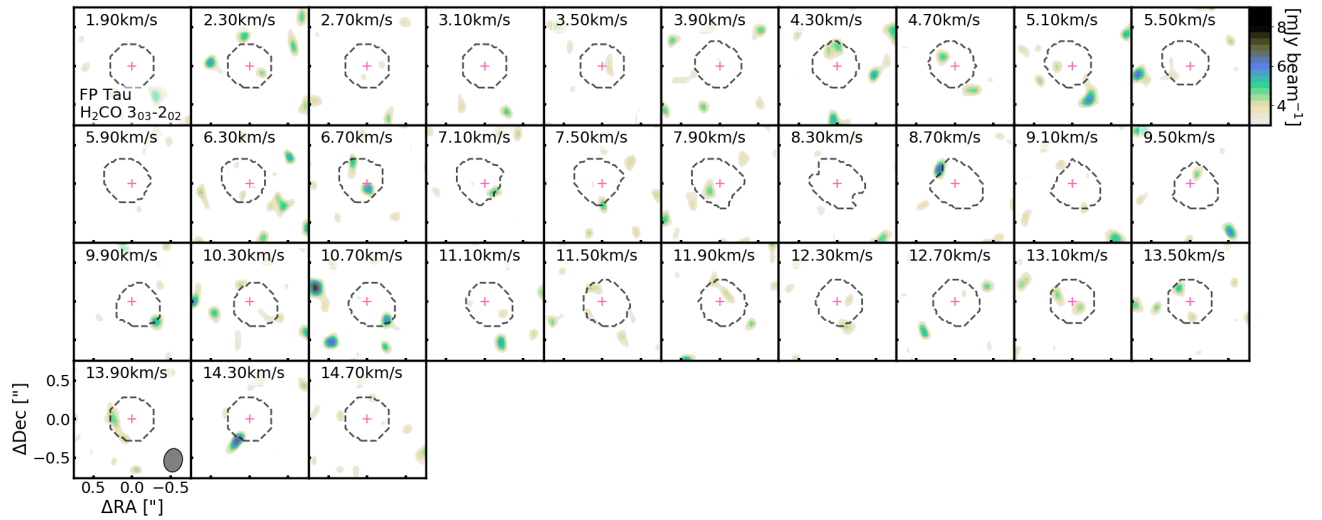 1.90km/s 2.30km/s 2.70km/s 3.10km/s 3.50km/s 3.90km/s 4.30km/s 4.70km/s 5.10km/s 5.50km/s
8
6
4
[mJy beam⁻¹]
FP Tau
H₂CO 3₀₃-2₀₂
5.90km/s 6.30km/s 6.70km/s 7.10km/s 7.50km/s 7.90km/s 8.30km/s 8.70km/s 9.10km/s 9.50km/s
9.90km/s 10.30km/s 10.70km/s 11.10km/s 11.50km/s 11.90km/s 12.30km/s 12.70km/s 13.10km/s 13.50km/s
13.90km/s 14.30km/s 14.70km/s
0.5
0.0
−0.5
ΔDec ["]
0.5 0.0 −0.5
ΔRA ["]